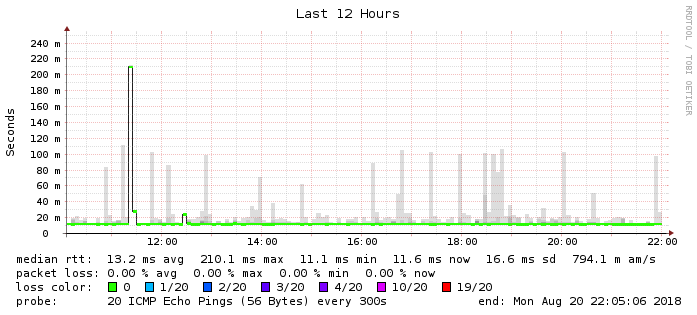 Last 12 Hours
RRDTOOL / TOBI OETIKER
Seconds
240 m
220 m
200 m
180 m
160 m
140 m
120 m
100 m
80 m
60 m
40 m
20 m
0
12:00 14:00 16:00 18:00 20:00 22:00
median rtt: 13.2 ms avg 210.1 ms max 11.1 ms min 11.6 ms now 16.6 ms sd 794.1 m am/s
packet loss: 0.00 % avg 0.00 % max 0.00 % min 0.00 % now
loss color: 0 1/20 2/20 3/20 4/20 10/20 19/20
probe: 20 ICMP Echo Pings (56 Bytes) every 300s end: Mon Aug 20 22:05:06 2018